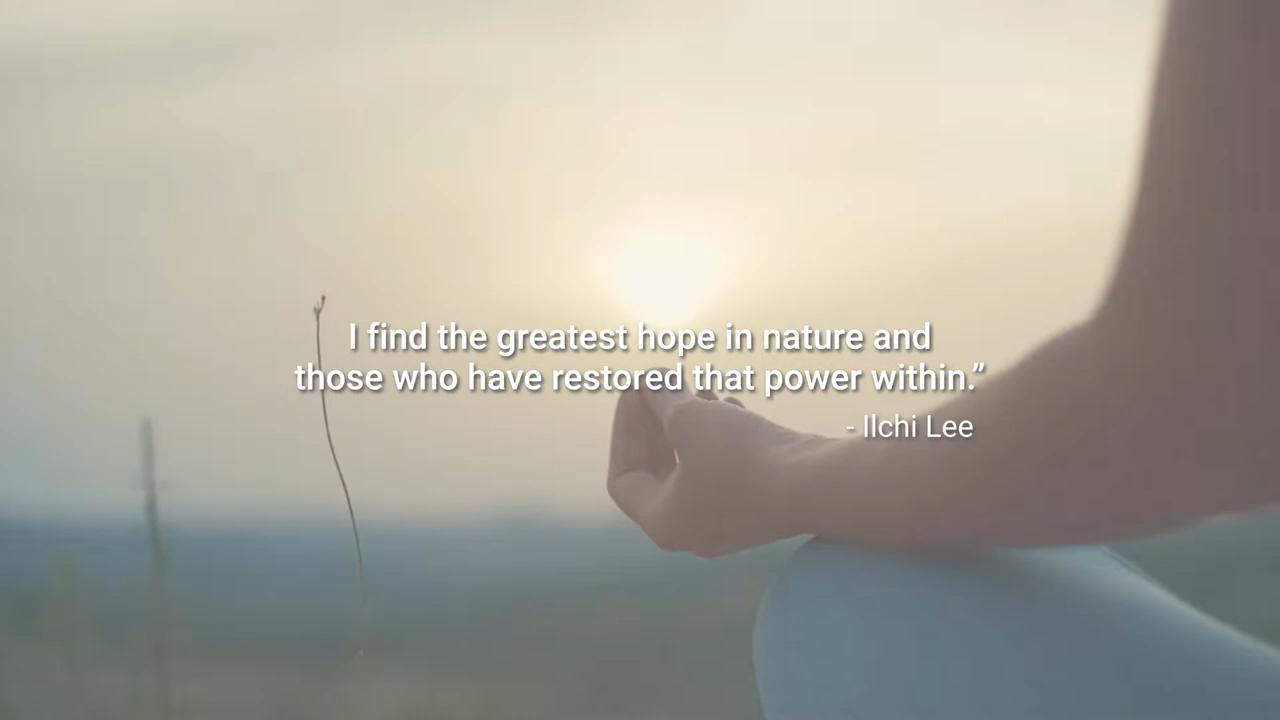 I find the greatest hope in nature and
those who have restored that power within.”
- Ilchi Lee